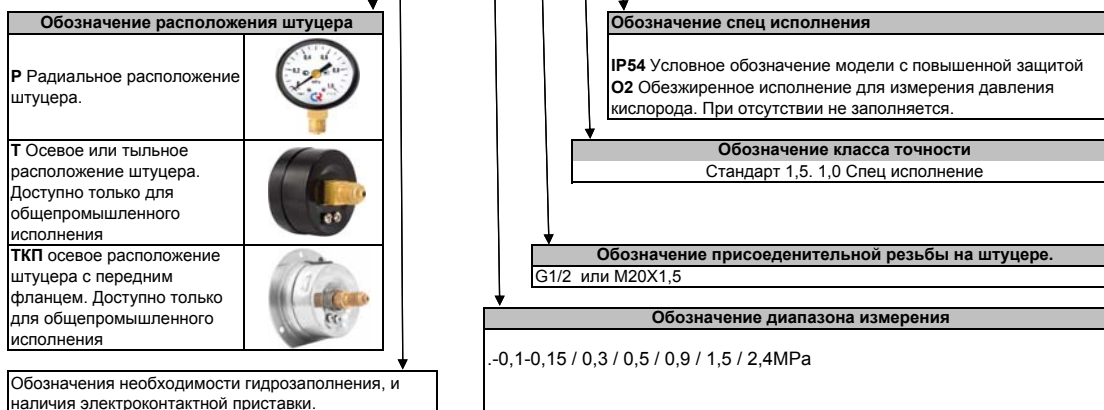 Обозначение расположения штуцера
Р Радиальное расположение
штуцера.
Т Осевое или тыльное
расположение штуцера.
Доступно только для
общепромышленного
исполнения
ТКП осевое расположение
штуцера с передним
фланцем. Доступно только
для общепромышленного
исполнения
Обозначения необходимости гидрозаполнения, и
наличия электроконтактной приставки.
Обозначение спец исполнения
IP54 Условное обозначение модели с повышенной защитой
О2 Обезжиренное исполнение для измерения давления
кислорода. При отсутствии не заполняется.
Обозначение класса точности
Стандарт 1,5. 1,0 Спец исполнение
Обозначение присоеденительной резьбы на штуцере.
G1/2 или М20Х1,5
Обозначение диапазона измерения
.-0,1-0,15 / 0,3 / 0,5 / 0,9 / 1,5 / 2,4MPa